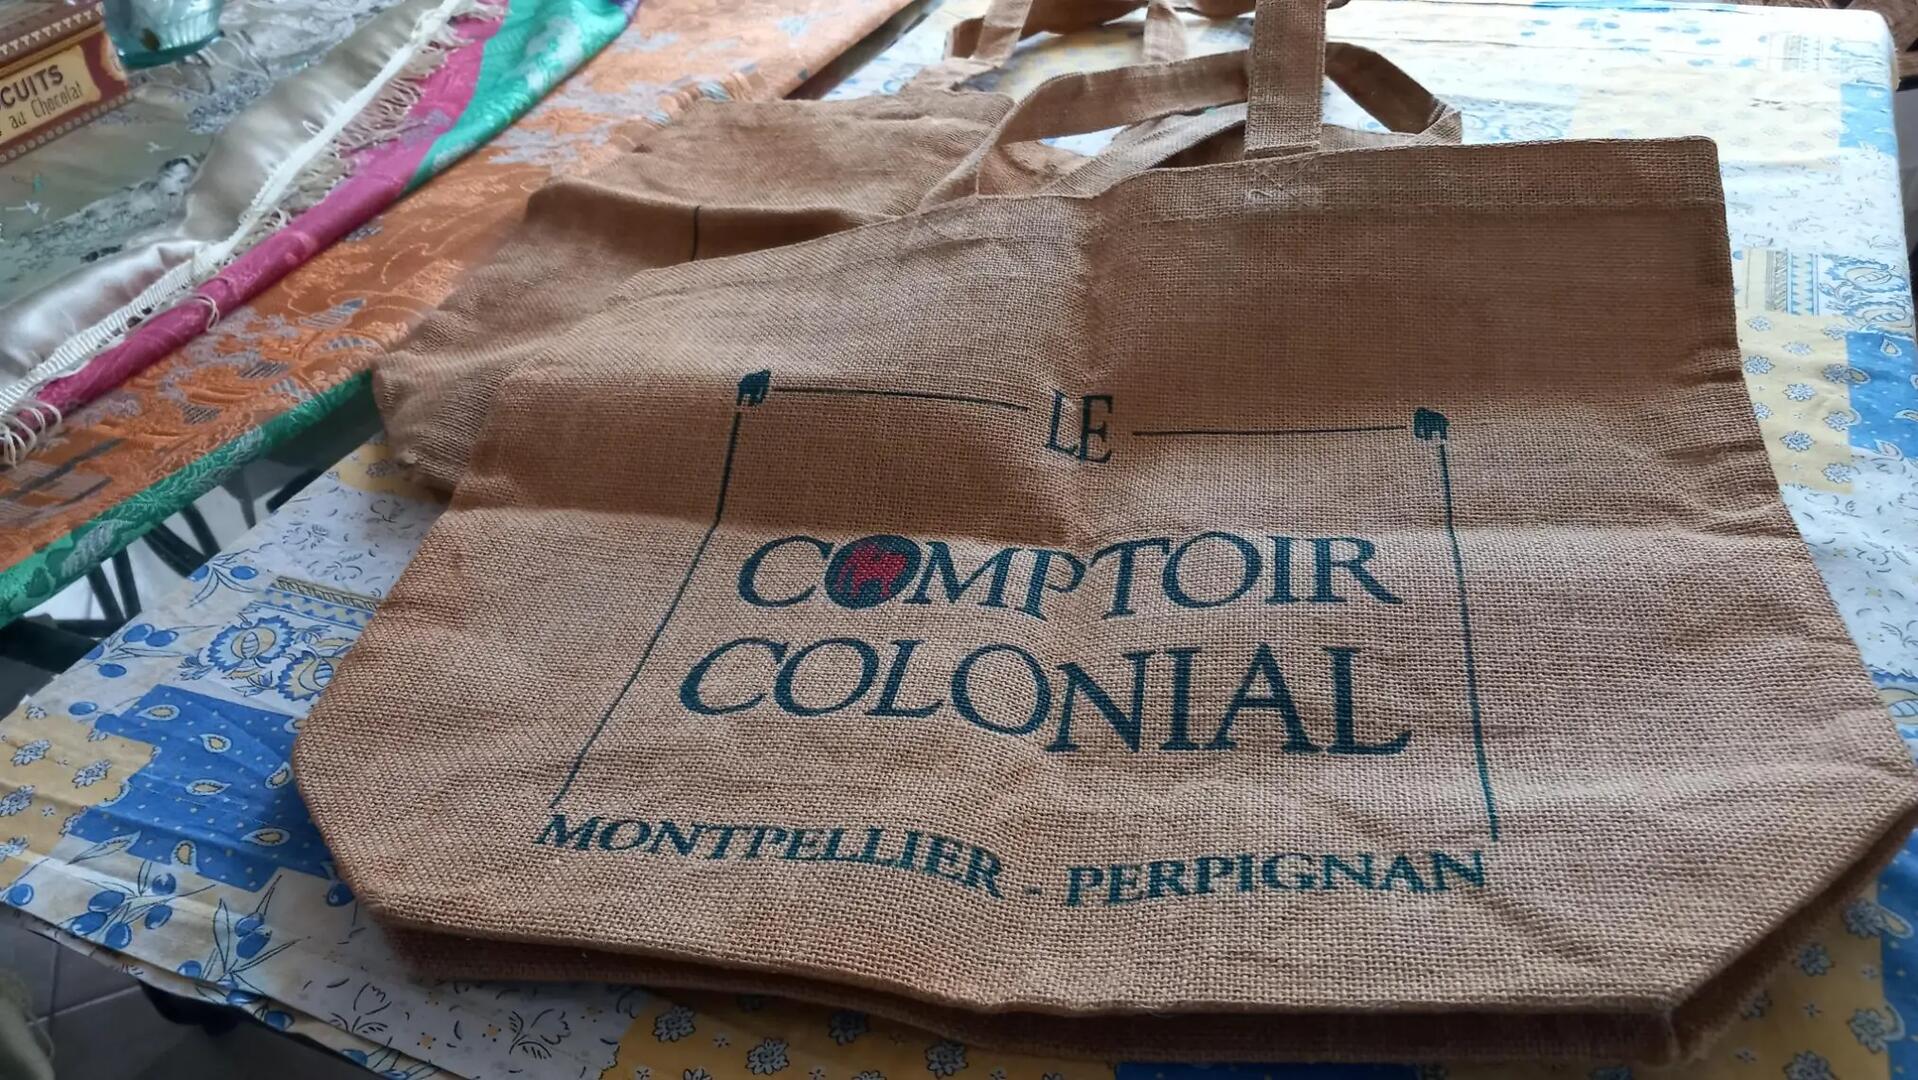 CUITS
au Chocolat
LE
COMPTOIR
COLONIAL
MONTPELLIER - PERPIGNAN